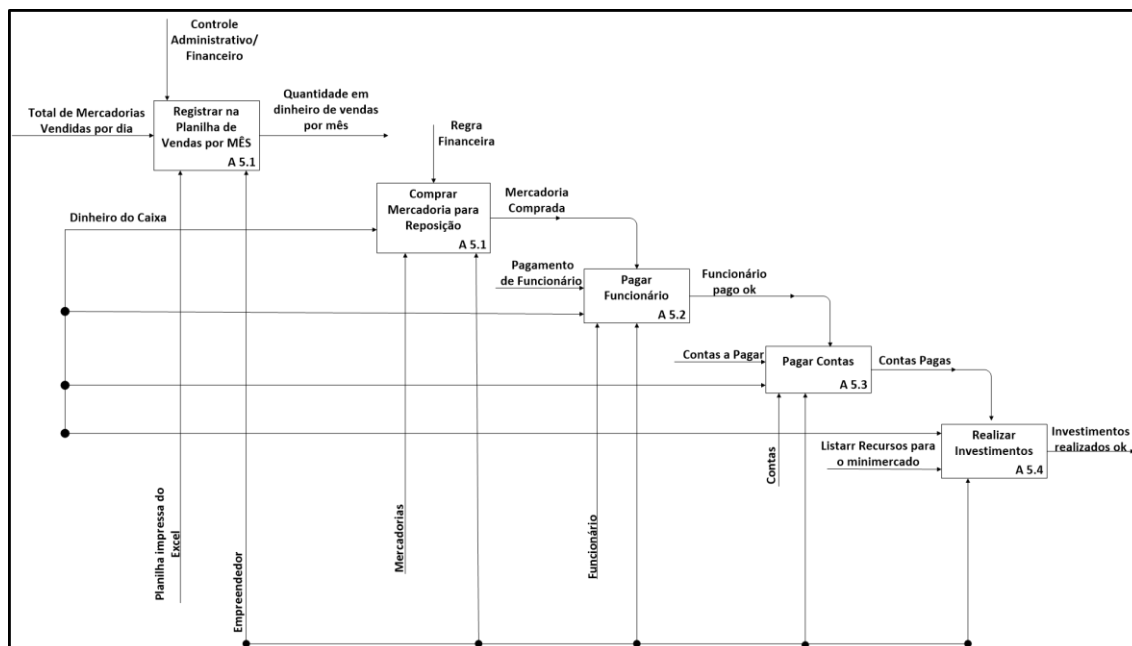 Controle
Administrativo/
Financeiro
Total de Mercadorias
Vendidas por dia
Registrar na
Planilha de
Vendas por MÊS
A 5.1
Quantidade em
dinheiro de vendas
por mês
Regra
Financeira
Dinheiro do Caixa
Comprar
Mercadoria para
Reposição
A 5.1
Mercadoria
Comprada
Pagamento
de Funcionário
Pagar
Funcionário
A 5.2
Funcionário
pago ok
Contas a Pagar
Pagar Contas
A 5.3
Contas Pagas
Listarr Recursos para
o minimercado
Realizar
Investimentos
A 5.4
Investimentos
realizados ok
Planilha impressa do
Excel
Empreendedor
Mercadorias
Funcionário
Contas